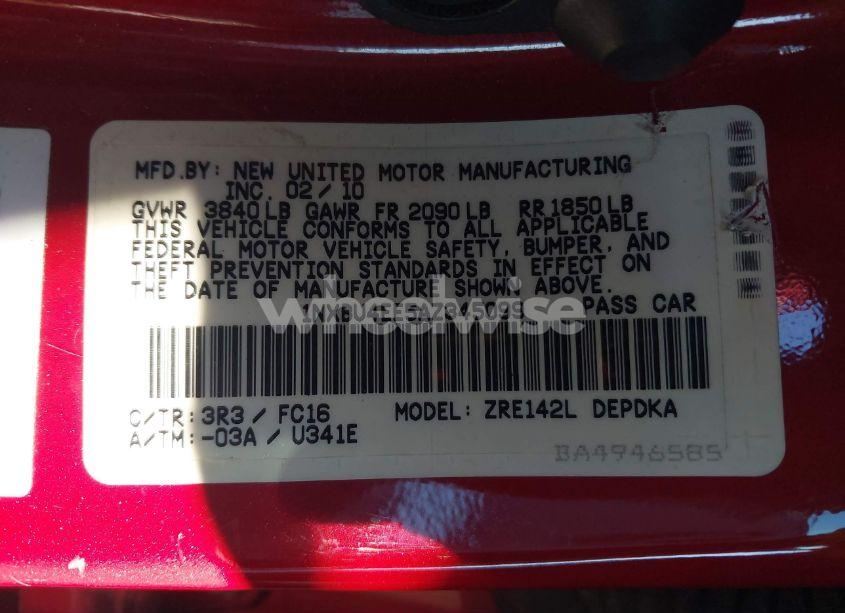 MFD.BY: NEW UNITED MOTOR MANUFACTURING
INC. 02/10
GVWR 3840LB GAWR FR 2090LB RR 1850LB
THIS VEHICLE CONFORMS TO ALL APPLICABLE
FEDERAL MOTOR VEHICLE SAFETY, BUMPER, AND
THEFT PREVENTION STANDARDS IN EFFECT ON
THE DATE OF MANUFACTURE SHOWN ABOVE.
PASS CAR
wheelwise
C/TR: 3R3 / FC16 MODEL: ZRE142L DEPDKA
A/TM: -03A / U341E
BA4946585